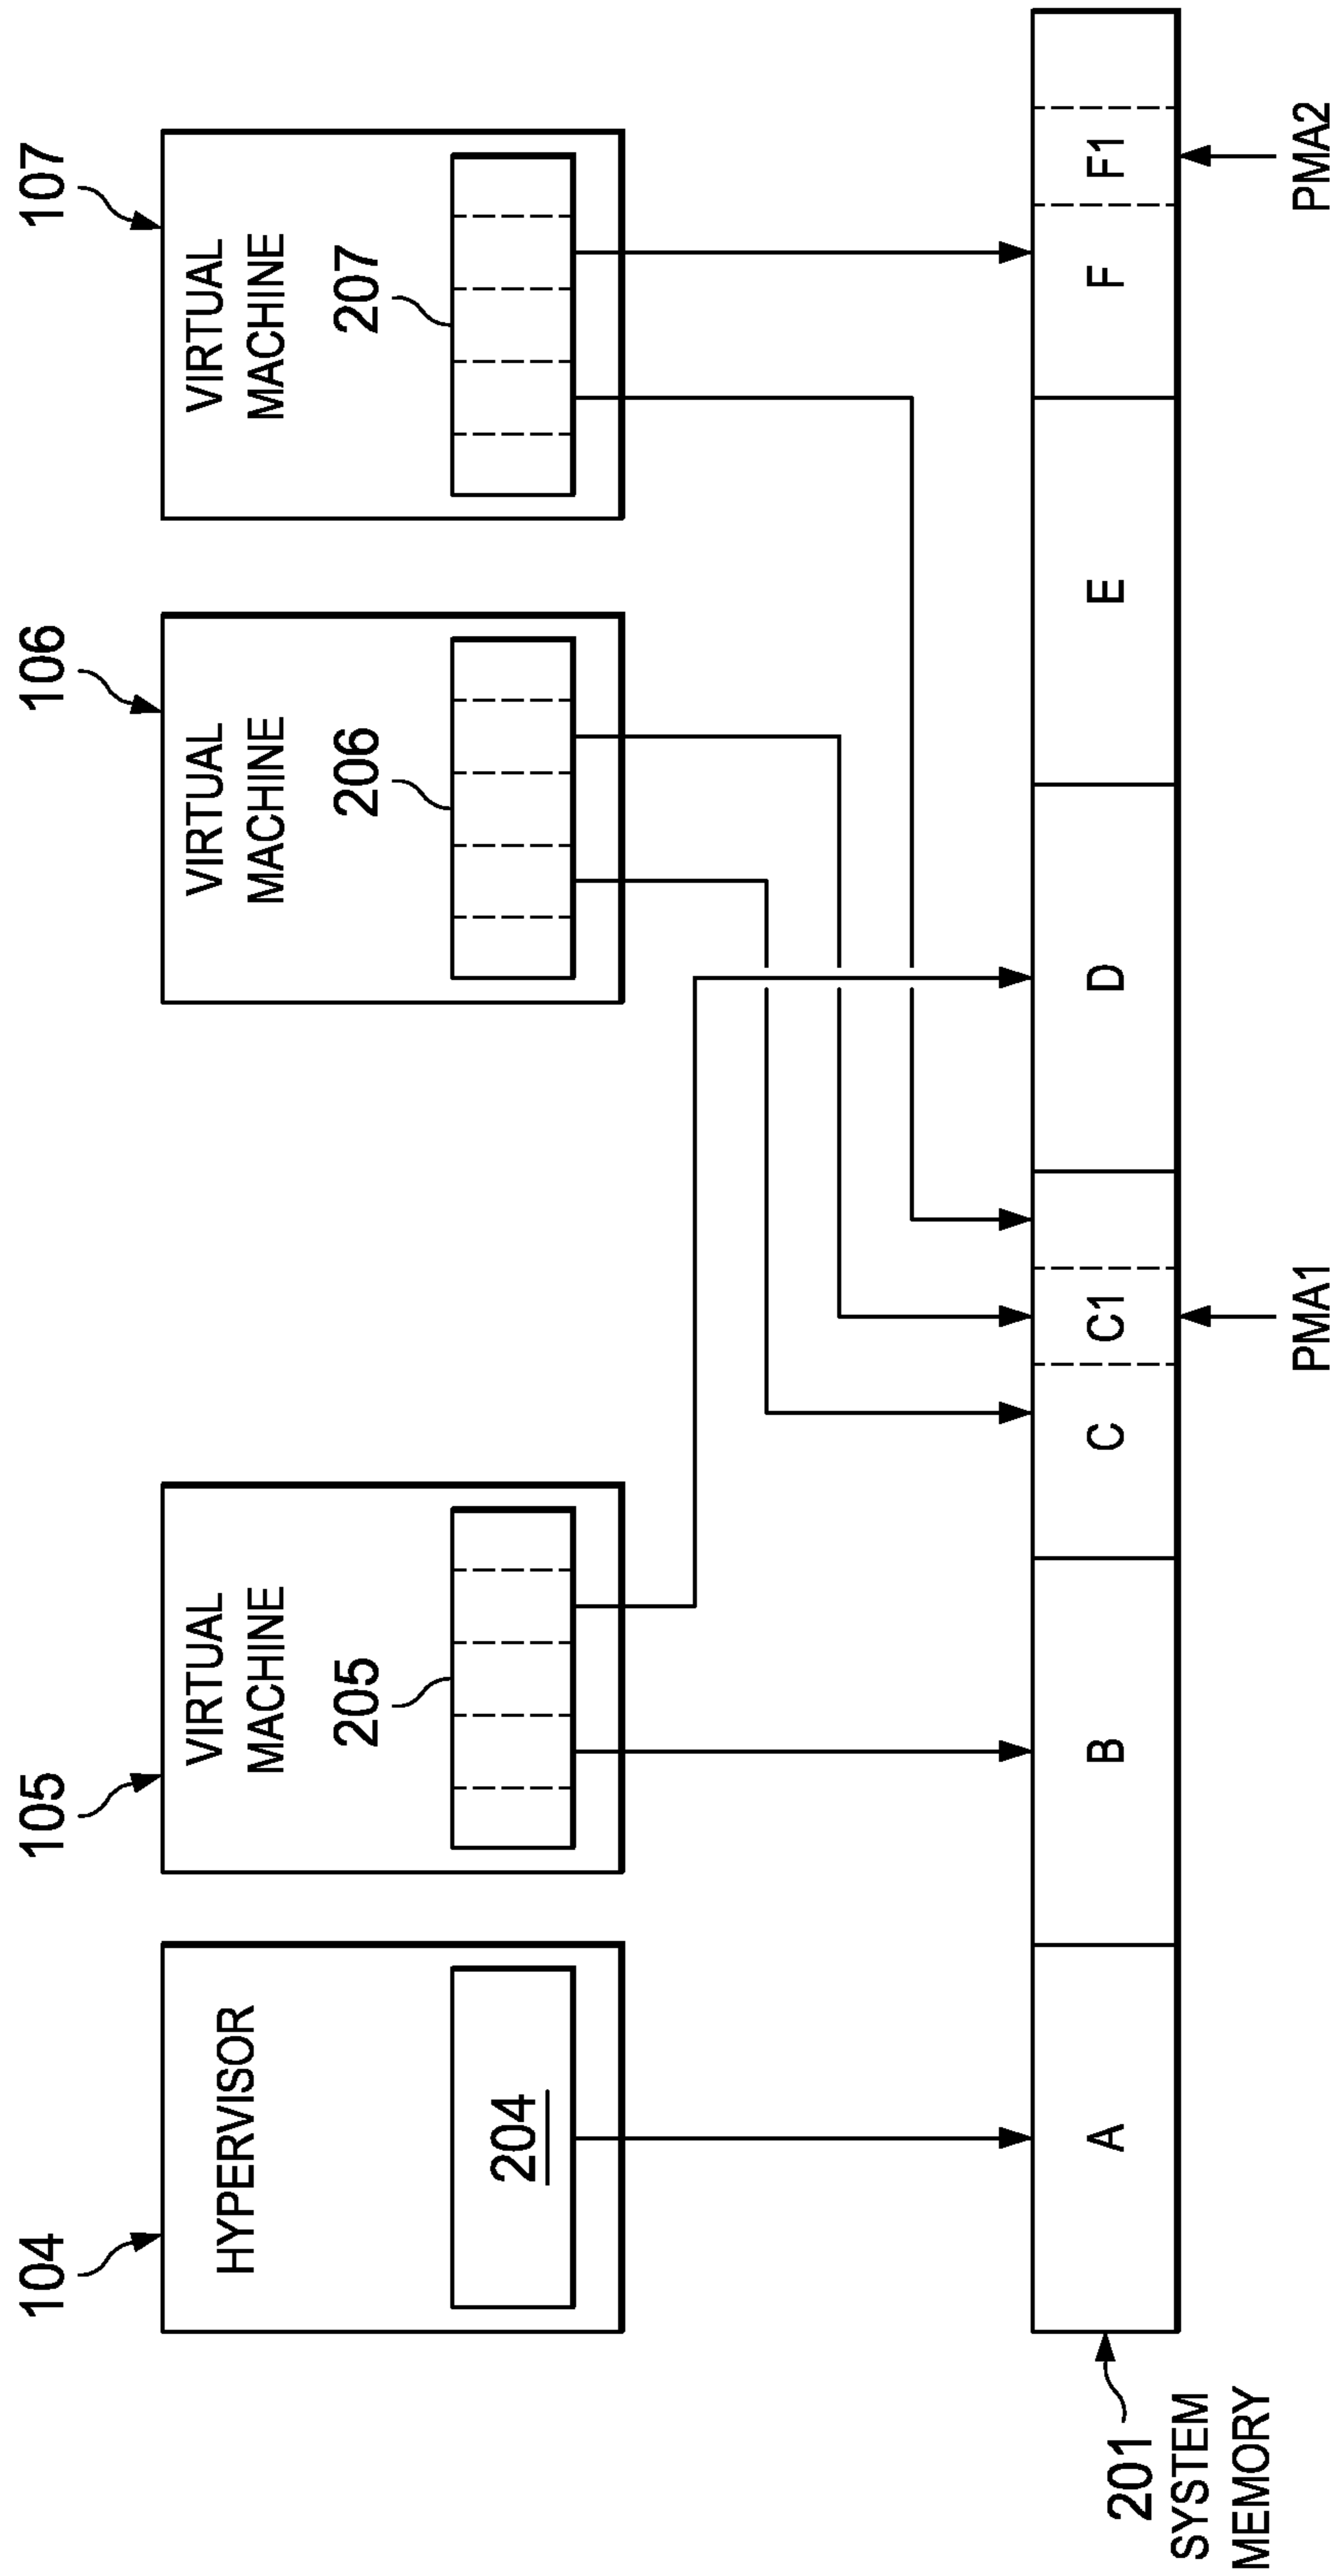 104
105
106
107
HYPERVISOR
VIRTUAL
MACHINE
VIRTUAL
MACHINE
VIRTUAL
MACHINE
204
205
206
207
A
B
C
C1
D
E
F
F1
201
SYSTEM
MEMORY
PMA1
PMA2